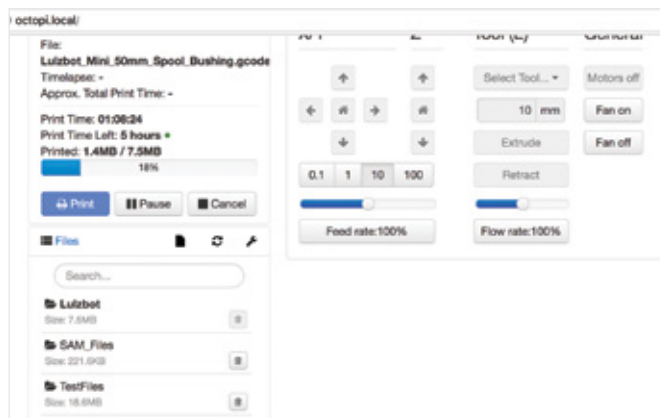 octopi.local/
File:
Lulzbot_Mini_50mm_Spool_Bushing.gcode
Timelapse: -
Approx. Total Print Time: -
Print Time: 01:08:24
Print Time Left: 5 hours
Printed: 1.4MB / 7.5MB
18%
Print Pause Cancel
Files
Search...
Lulzbot
Size: 7.5MB
SAM_Files
Size: 221.6KB
TestFiles
Size: 18.6MB
X/Y Z Tool (E) General
Select Tool... Motors off
10 mm Fan on
Extrude Fan off
0.1 1 10 100 Retract
Feed rate:100% Flow rate:100%